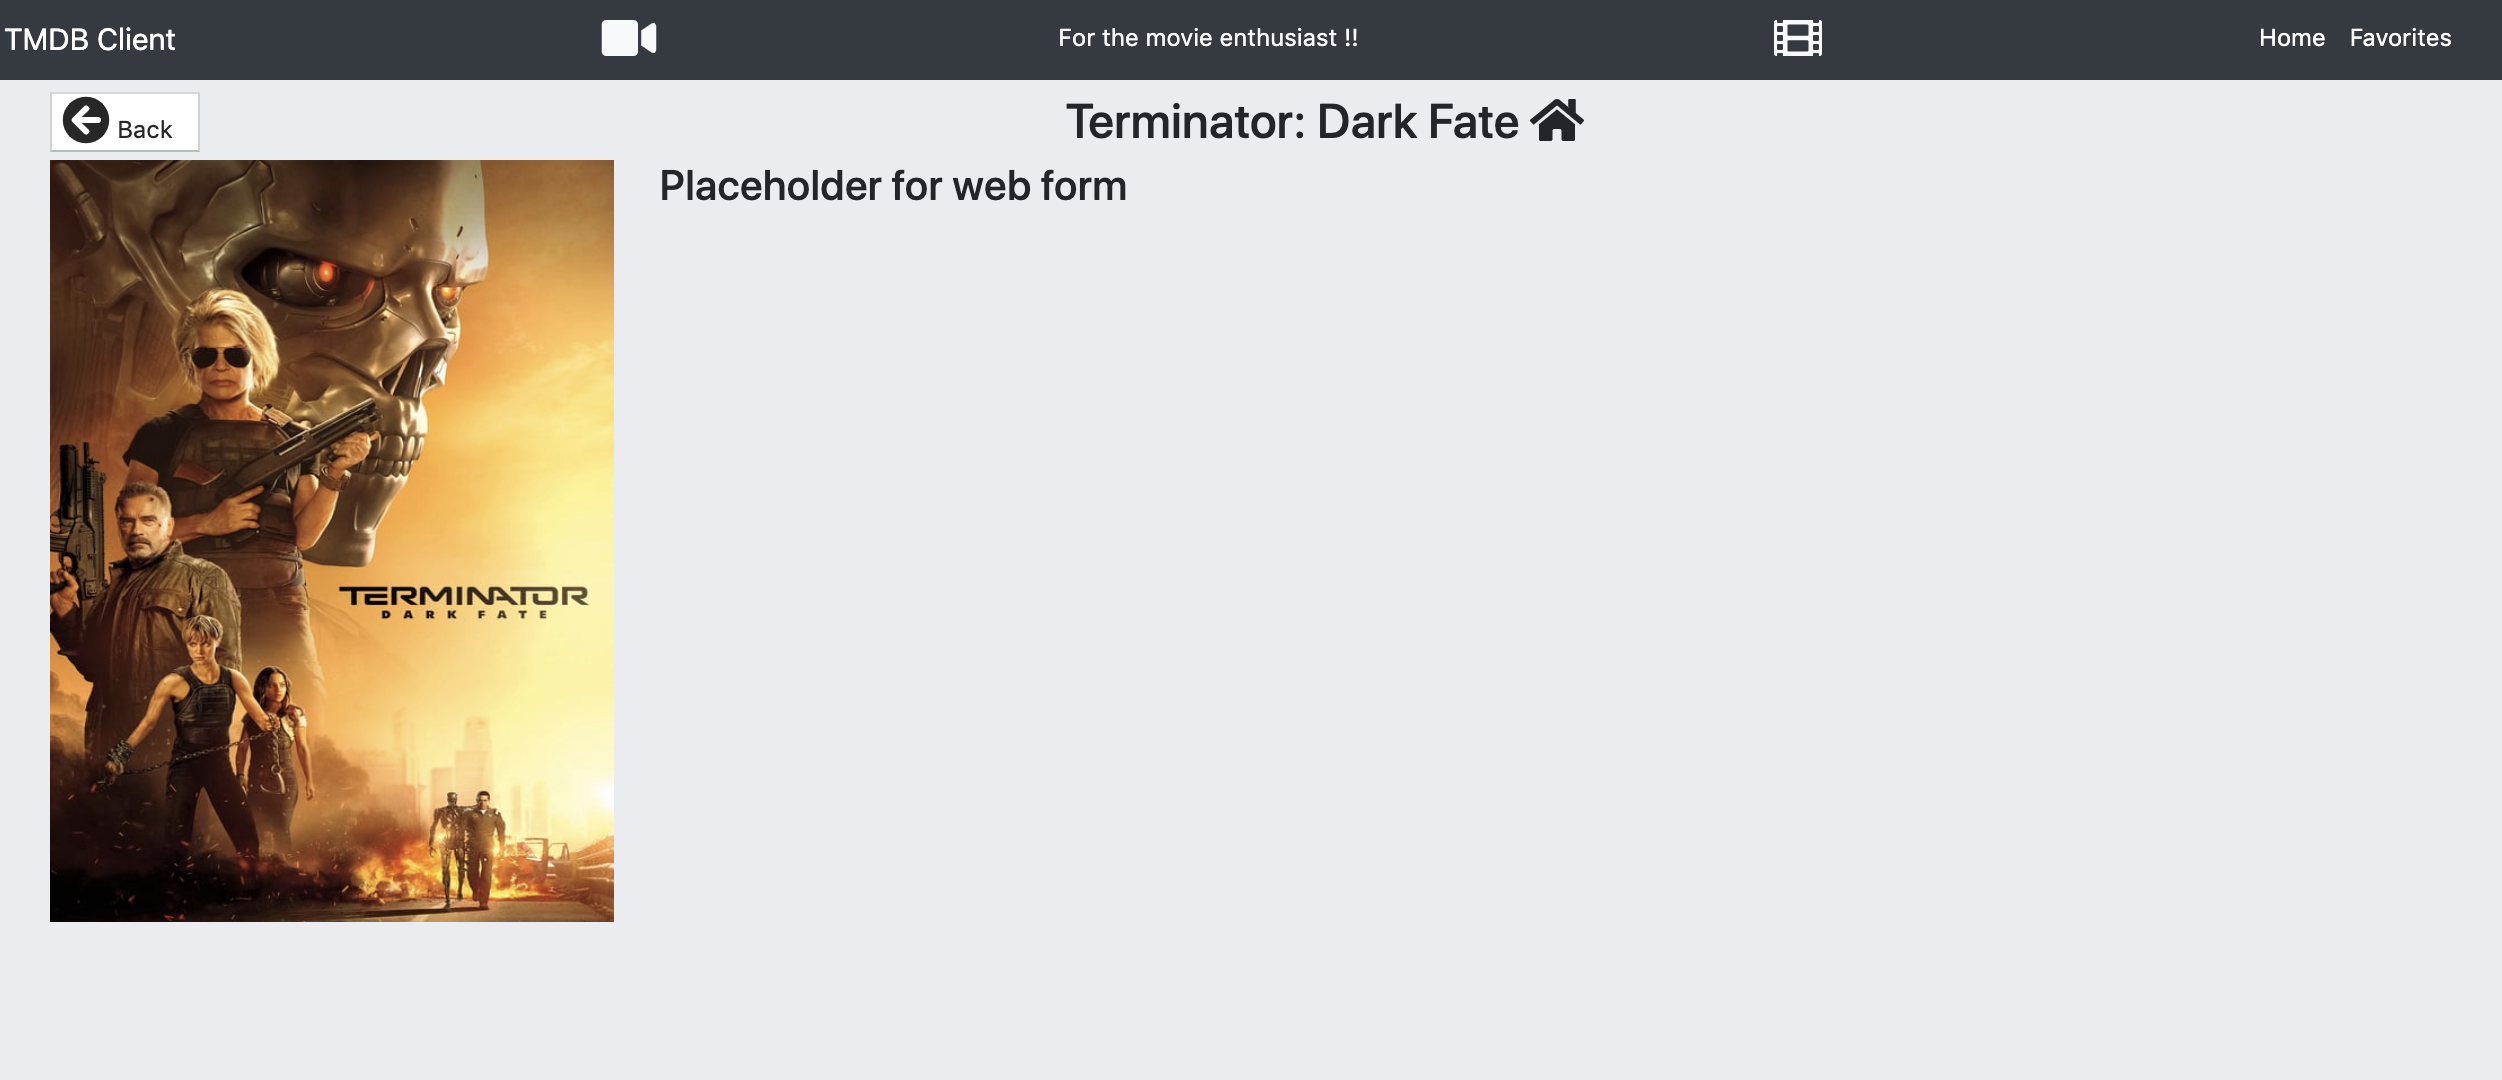 TMDB Client
For the movie enthusiast !!
Home
Favorites
Back
Terminator: Dark Fate
Placeholder for web form
TERMINATOR
DARK FATE